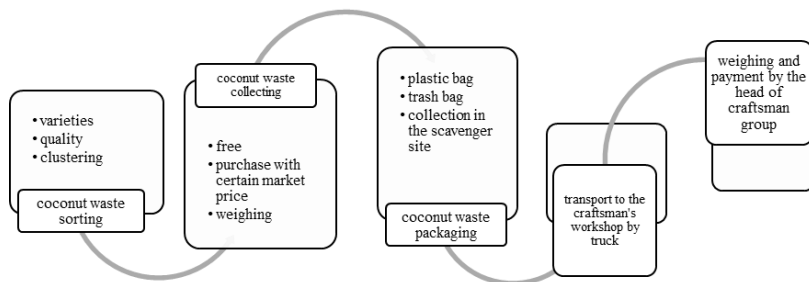 • varieties
• quality
• clustering
coconut waste
sorting
coconut waste
collecting
• free
• purchase with
certain market
price
• weighing
• plastic bag
• trash bag
• collection in
the scavenger
site
coconut waste
packaging
transport to the
craftsman's
workshop by
truck
weighing and
payment by the
head of
craftsman
group